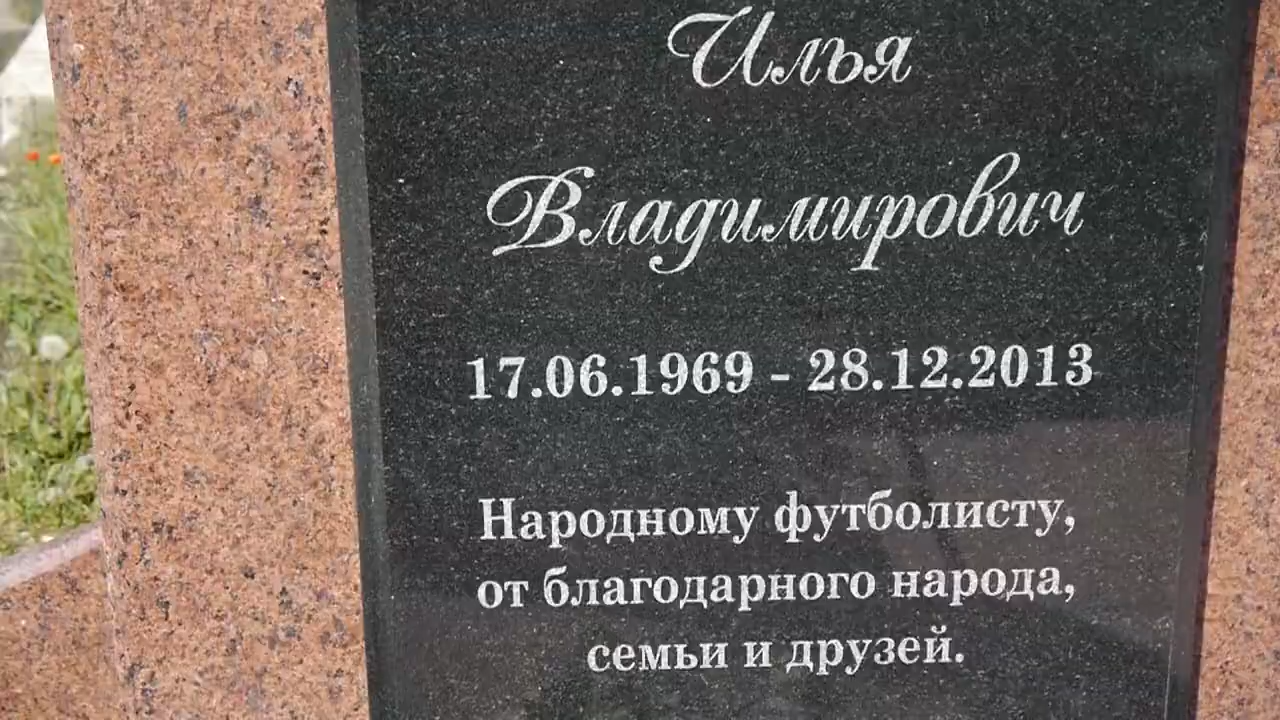 Илья
Владимирович
17.06.1969 - 28.12.2013
Народному футболисту,
от благодарного народа,
семьи и друзей.